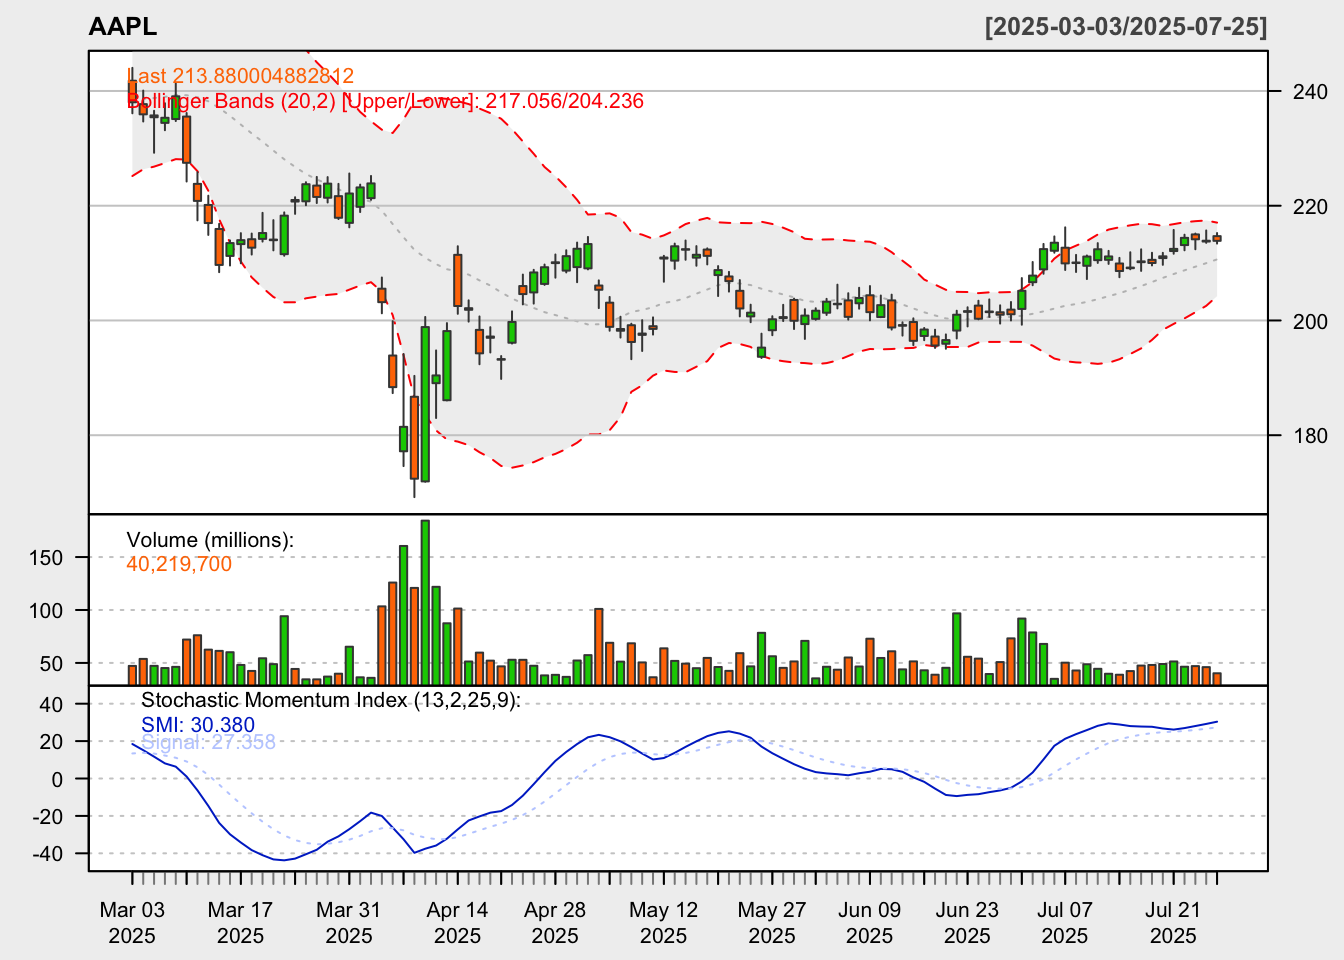 AAPL [2025-03-03/2025-07-25]
Last 213.880004882812
Bollinger Bands (20,2) [Upper/Lower]: 217.056/204.236
240
220
200
180
Volume (millions):
40,219,700
150
100
50
Stochastic Momentum Index (13,2,25,9):
SMI: 30.380
Signal: 27.358
40
20
0
-20
-40
Mar 03 Mar 17 Mar 31 Apr 14 Apr 28 May 12 May 27 Jun 09 Jun 23 Jul 07 Jul 21
2025 2025 2025 2025 2025 2025 2025 2025 2025 2025 2025